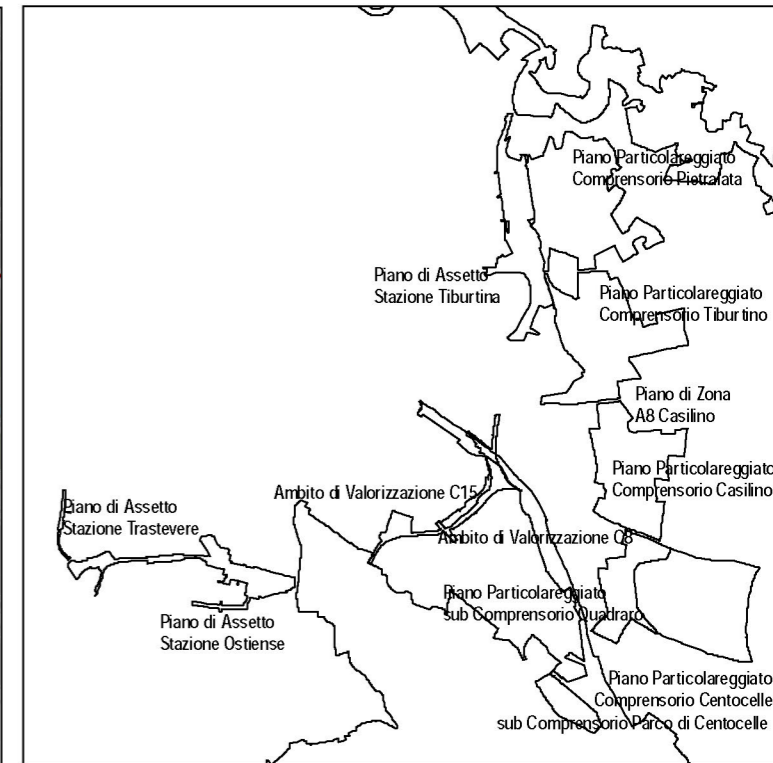 Piano Particolareggiato
Comprensorio Pietralata
Piano di Assetto
Stazione Tiburtina
Piano Particolareggiato
Comprensorio Tiburtino
Piano di Zona
A8 Casilino
Piano Particolareggiato
Comprensorio Casilino
Ambito di Valorizzazione C15
Piano di Assetto
Stazione Trastevere
Ambito di Valorizzazione C8
Piano Particolareggiato
sub Comprensorio Quadraro
Piano di Assetto
Stazione Ostiense
Piano Particolareggiato
Comprensorio Centocelle
sub Comprensorio Parco di Centocelle